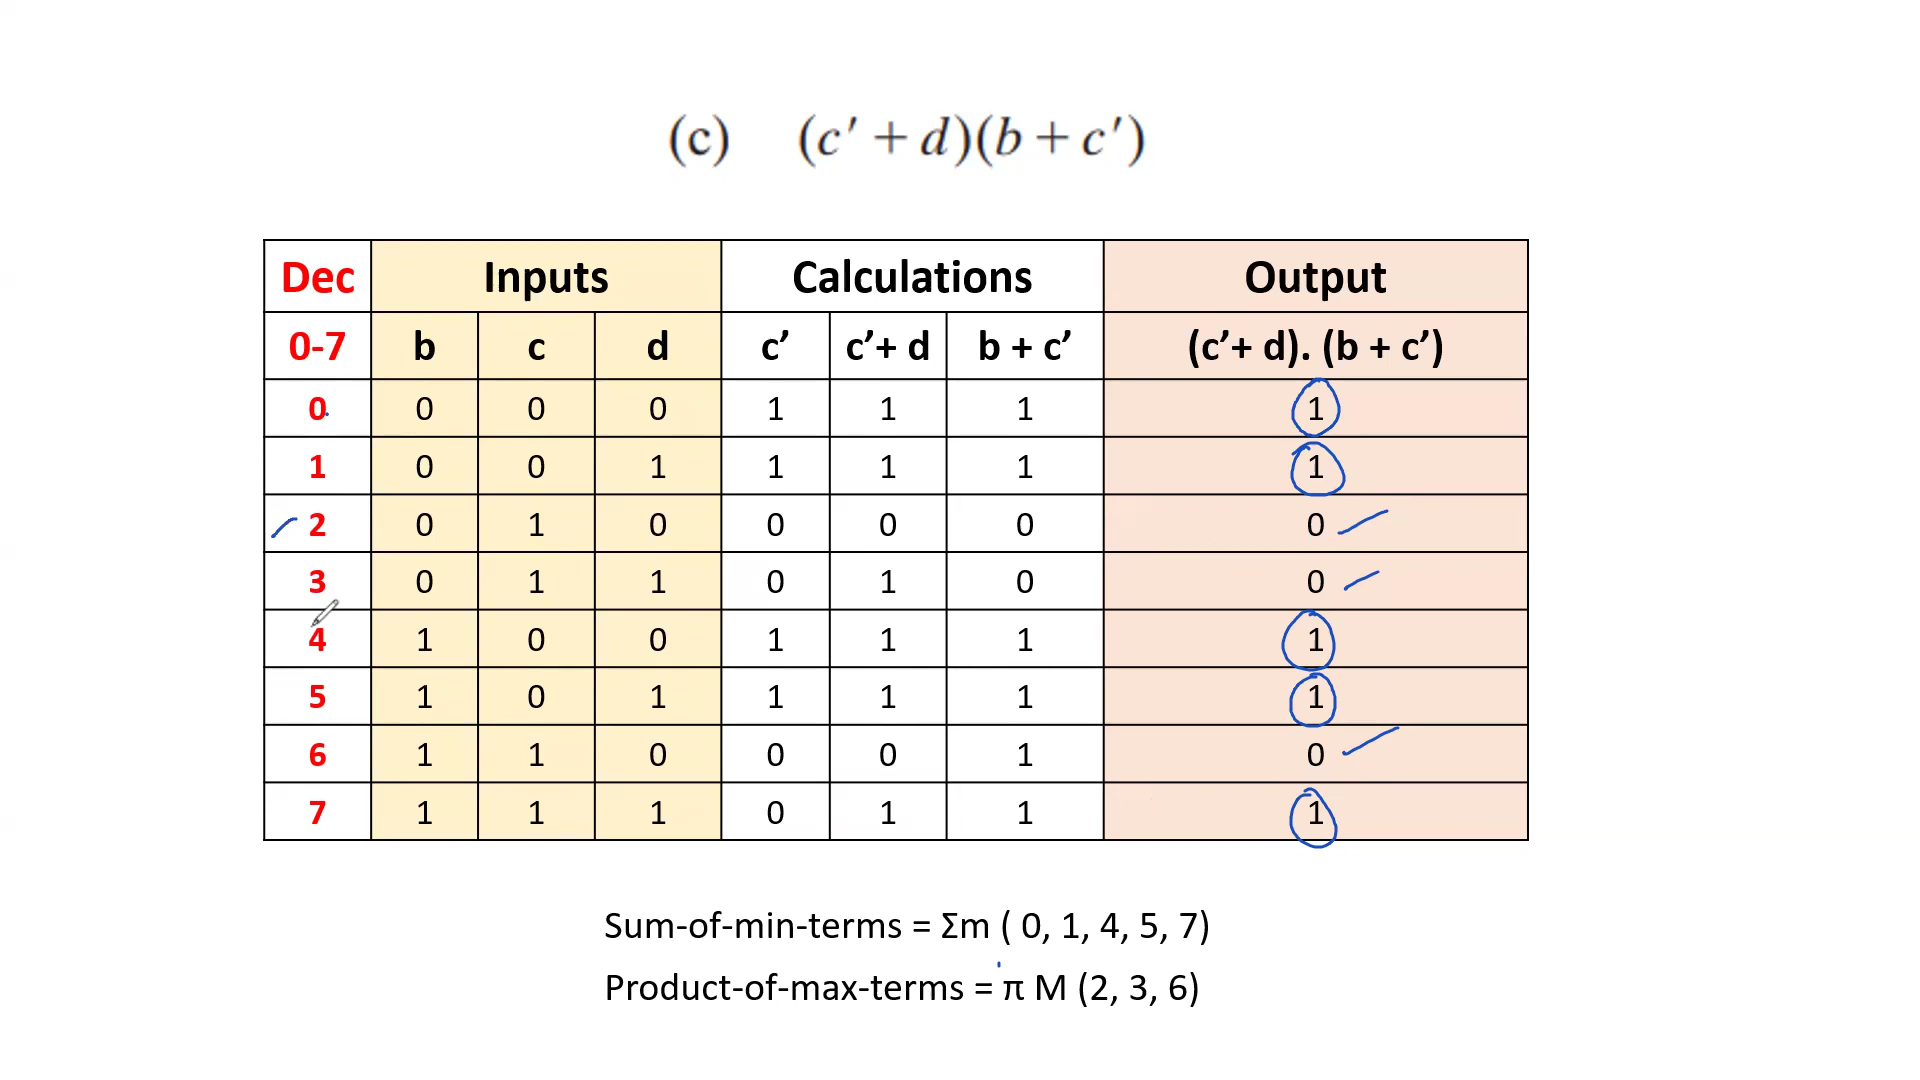 (c) (c′ + d)(b + c′)
Dec Inputs Calculations Output
0-7 b c d c’ c’+ d b + c’ (c’+ d). (b + c’)
0 0 0 0 1 1 1 1
1 0 0 1 1 1 1 1
2 0 1 0 0 0 0 0
3 0 1 1 0 1 0 0
4 1 0 0 1 1 1 1
5 1 0 1 1 1 1 1
6 1 1 0 0 0 1 0
7 1 1 1 0 1 1 1
Sum-of-min-terms = Σm ( 0, 1, 4, 5, 7)
Product-of-max-terms = π M (2, 3, 6)